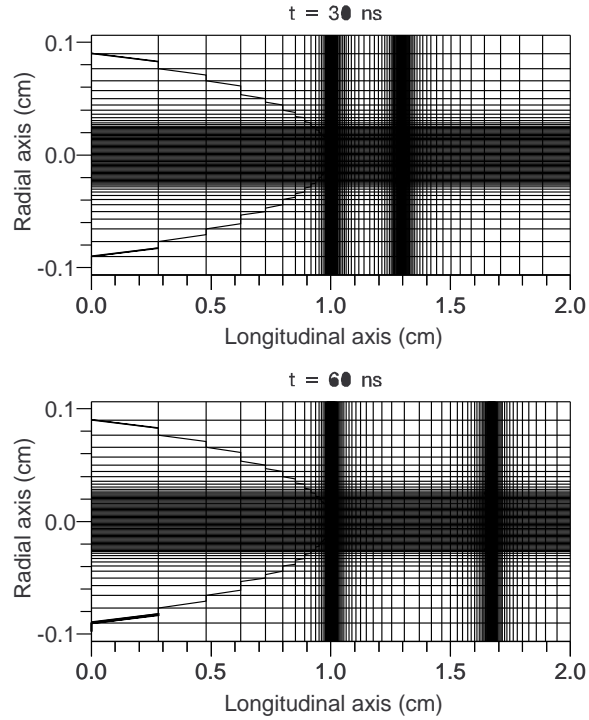 t = 30 ns
0.1
0.0
-0.1
Radial axis (cm)
0.0 0.5 1.0 1.5 2.0
Longitudinal axis (cm)
t = 60 ns
0.1
0.0
-0.1
Radial axis (cm)
0.0 0.5 1.0 1.5 2.0
Longitudinal axis (cm)